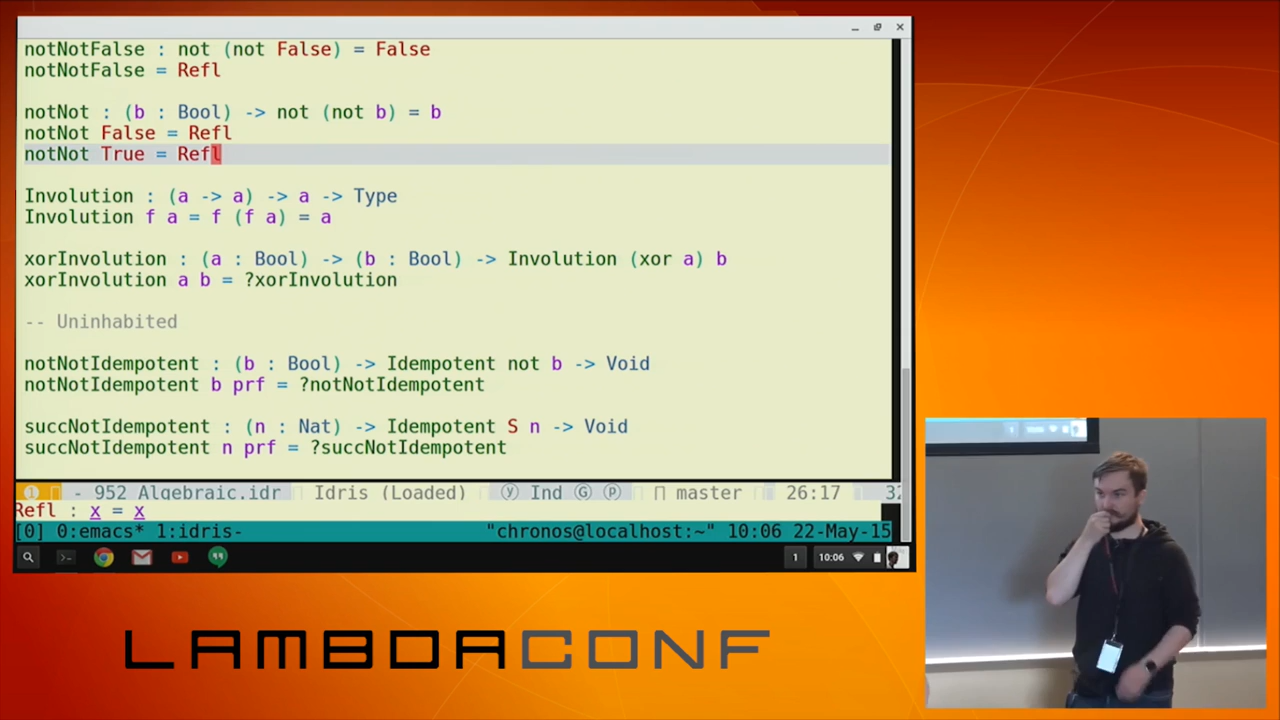 notNotFalse : not (not False) = False
notNotFalse = Refl
notNot : (b : Bool) -> not (not b) = b
notNot False = Refl
notNot True = Refl
Involution : (a -> a) -> a -> Type
Involution f a = f (f a) = a
xorInvolution : (a : Bool) -> (b : Bool) -> Involution (xor a) b
xorInvolution a b = ?xorInvolution
-- Uninhabited
notNotIdempotent : (b : Bool) -> Idempotent not b -> Void
notNotIdempotent b prf = ?notNotIdempotent
succNotIdempotent : (n : Nat) -> Idempotent S n -> Void
succNotIdempotent n prf = ?succNotIdempotent
- 952 Algebraic.idr Idris (Loaded) ⓨ Ind Ⓖ ⓟ master 26:17
Refl : x = x
[0] 0:emacs* 1:idris- "chronos@localhost:~" 10:06 22-May-15
1 10:06
LAMBDACONF